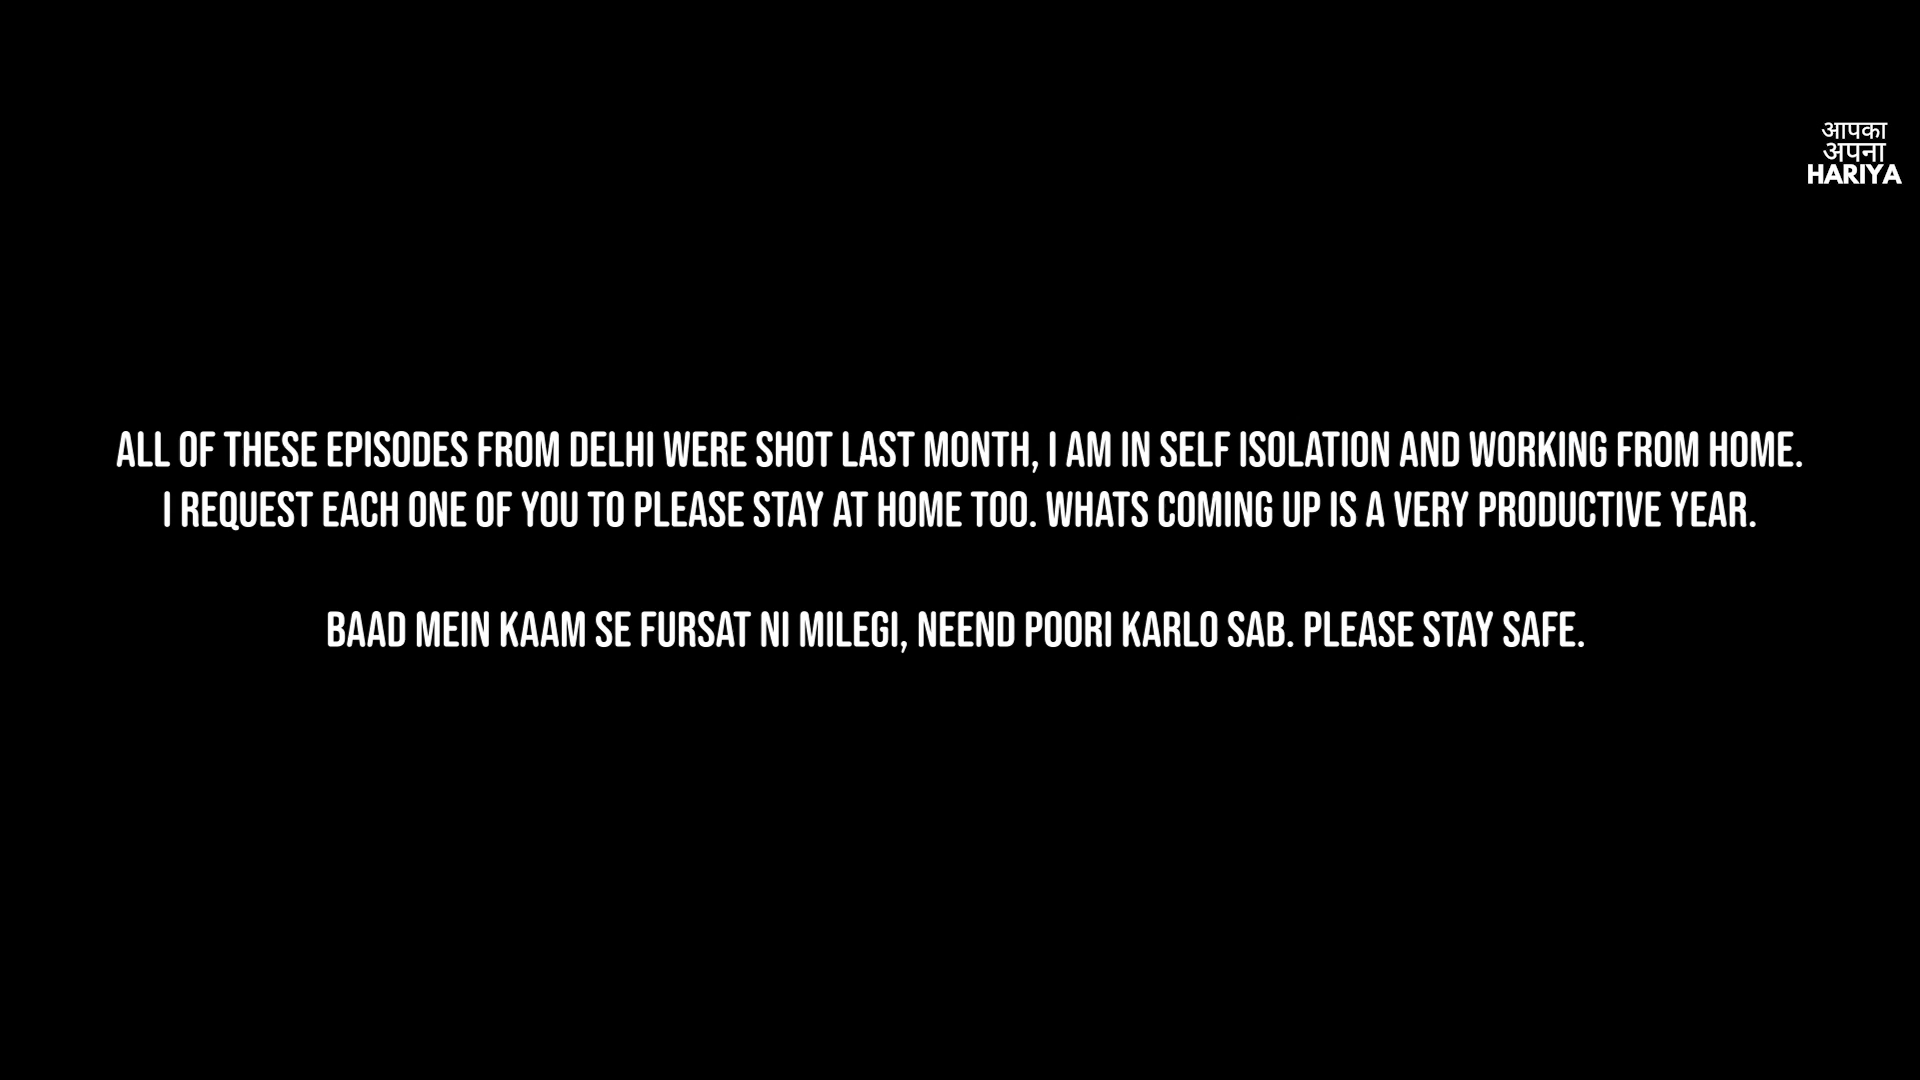 आपका
अपना
HARIYA
ALL OF THESE EPISODES FROM DELHI WERE SHOT LAST MONTH, I AM IN SELF ISOLATION AND WORKING FROM HOME.
I REQUEST EACH ONE OF YOU TO PLEASE STAY AT HOME TOO. WHATS COMING UP IS A VERY PRODUCTIVE YEAR.
BAAD MEIN KAAM SE FURSAT NI MILEGI, NEEND POORI KARLO SAB. PLEASE STAY SAFE.